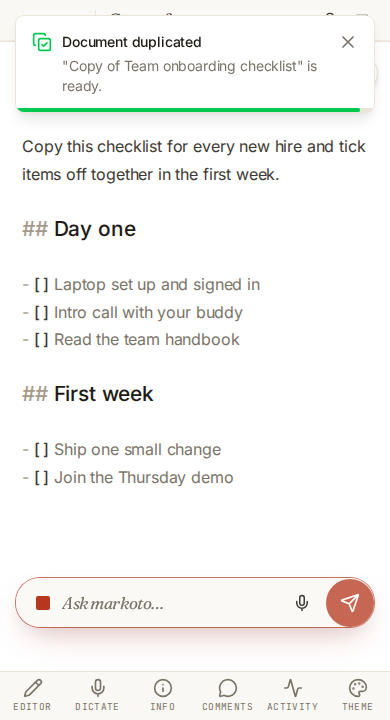 Document duplicated
"Copy of Team onboarding checklist" is
ready.
Copy this checklist for every new hire and tick
items off together in the first week.
## Day one
- [ ] Laptop set up and signed in
- [ ] Intro call with your buddy
- [ ] Read the team handbook
## First week
- [ ] Ship one small change
- [ ] Join the Thursday demo
Ask markoto...
EDITOR DICTATE INFO COMMENTS ACTIVITY THEME